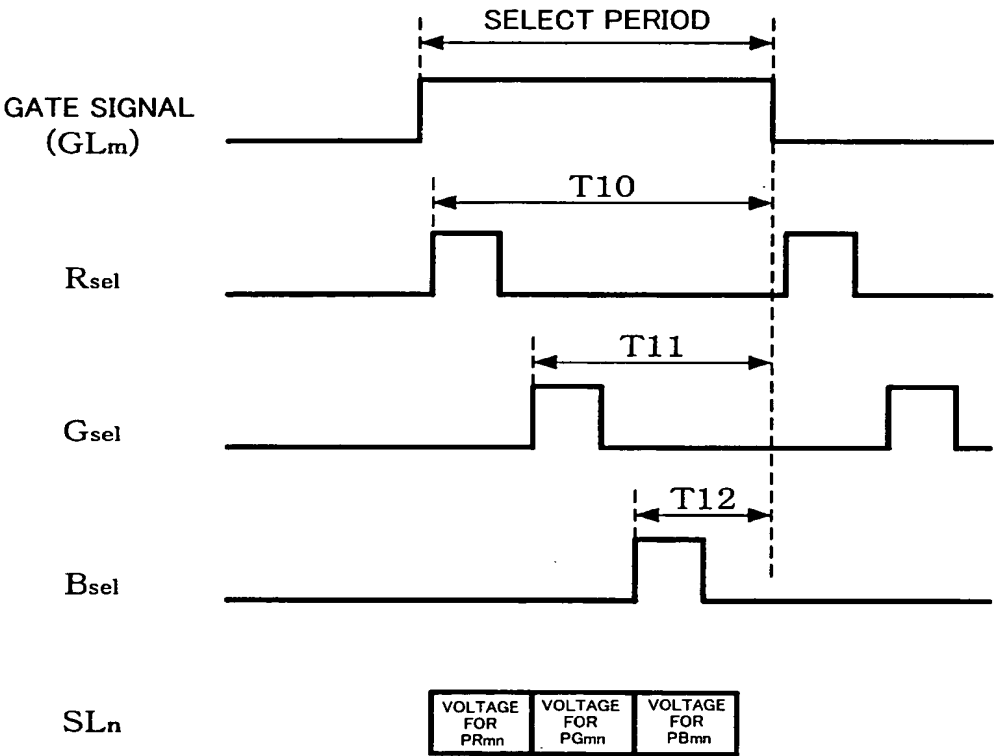 SELECT PERIOD
GATE SIGNAL
(GLm)
T10
Rsel
T11
Gsel
T12
Bsel
SLn
VOLTAGE
FOR
PRmn
VOLTAGE
FOR
PGmn
VOLTAGE
FOR
PBmn